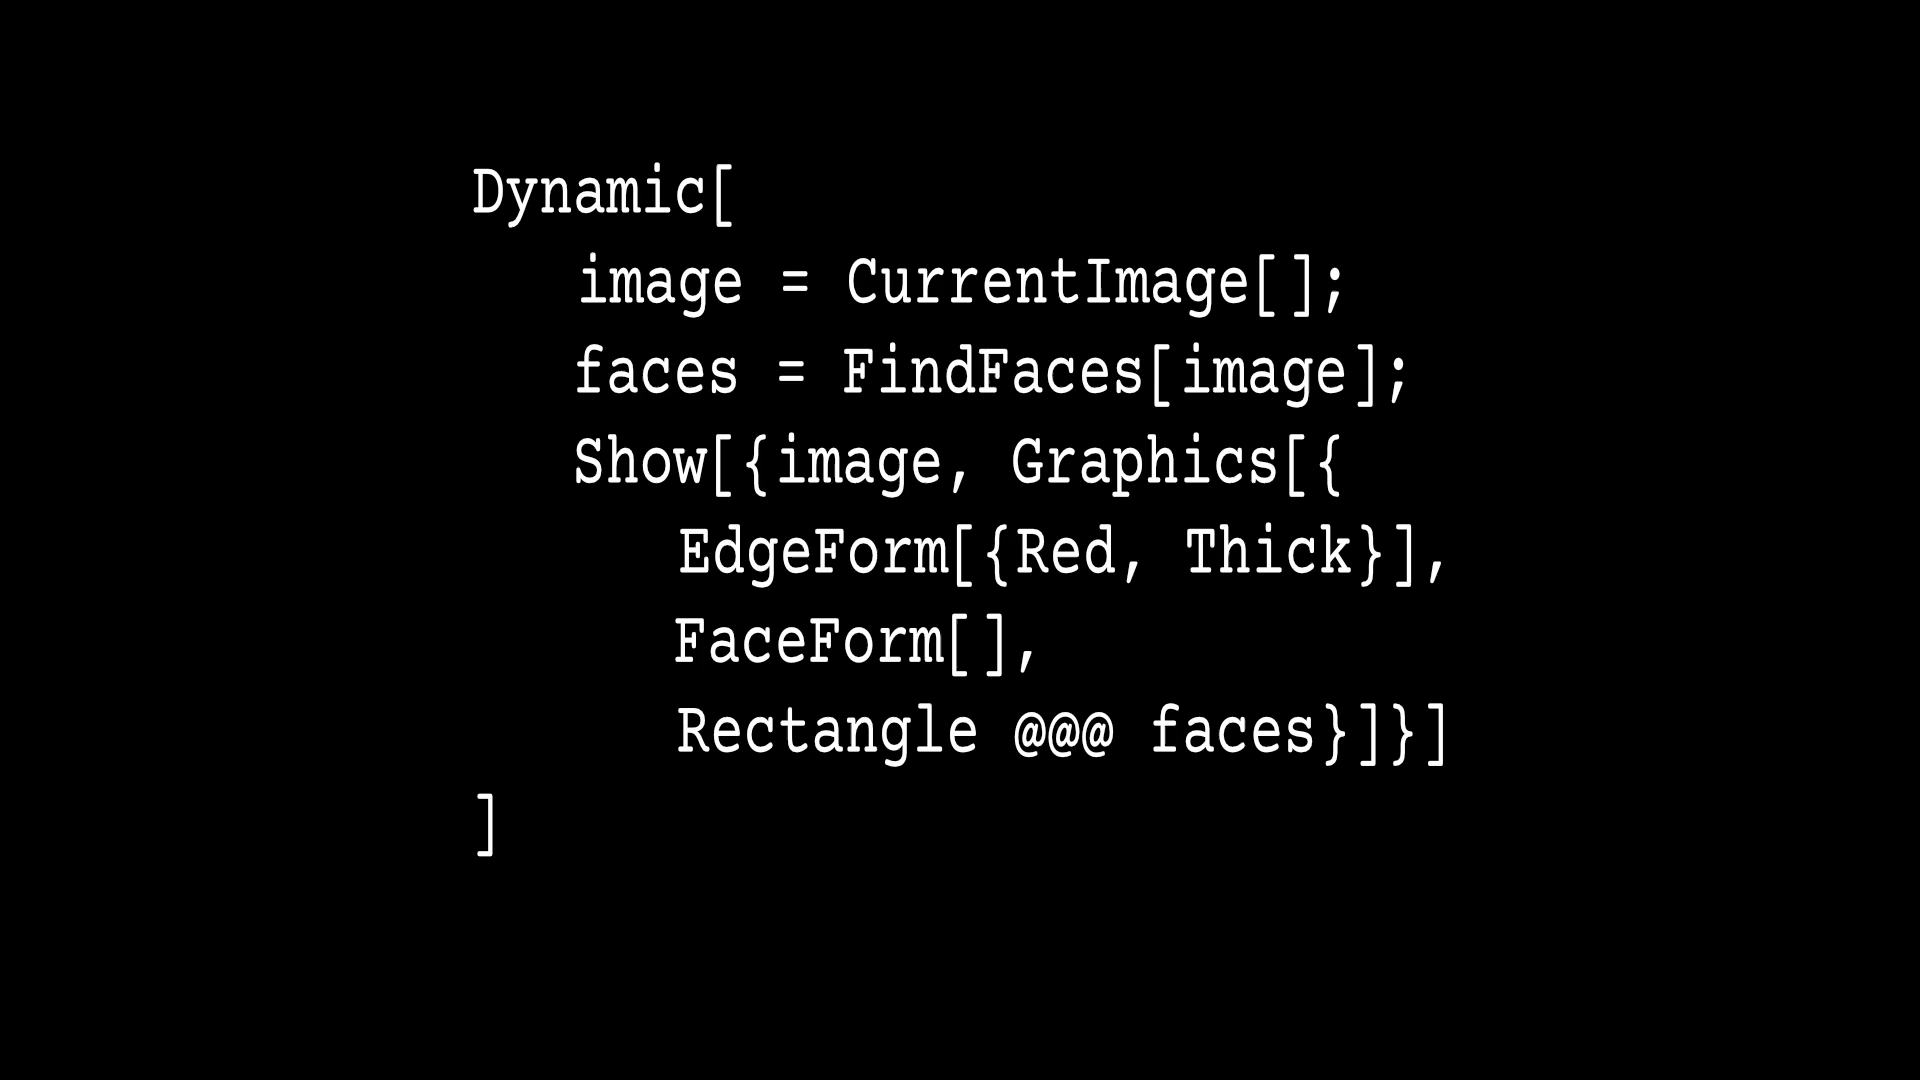 Dynamic[
image = CurrentImage[];
faces = FindFaces[image];
Show[{image, Graphics[{
EdgeForm[{Red, Thick}],
FaceForm[],
Rectangle @@@ faces}]}]
]